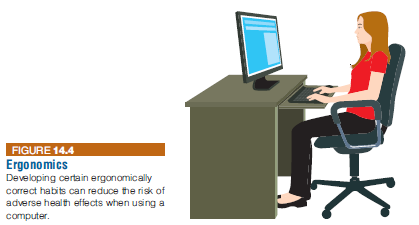 FIGURE 14.4
Ergonomics
Developing certain ergonomically
correct habits can reduce the risk of
adverse health effects when using a
computer.